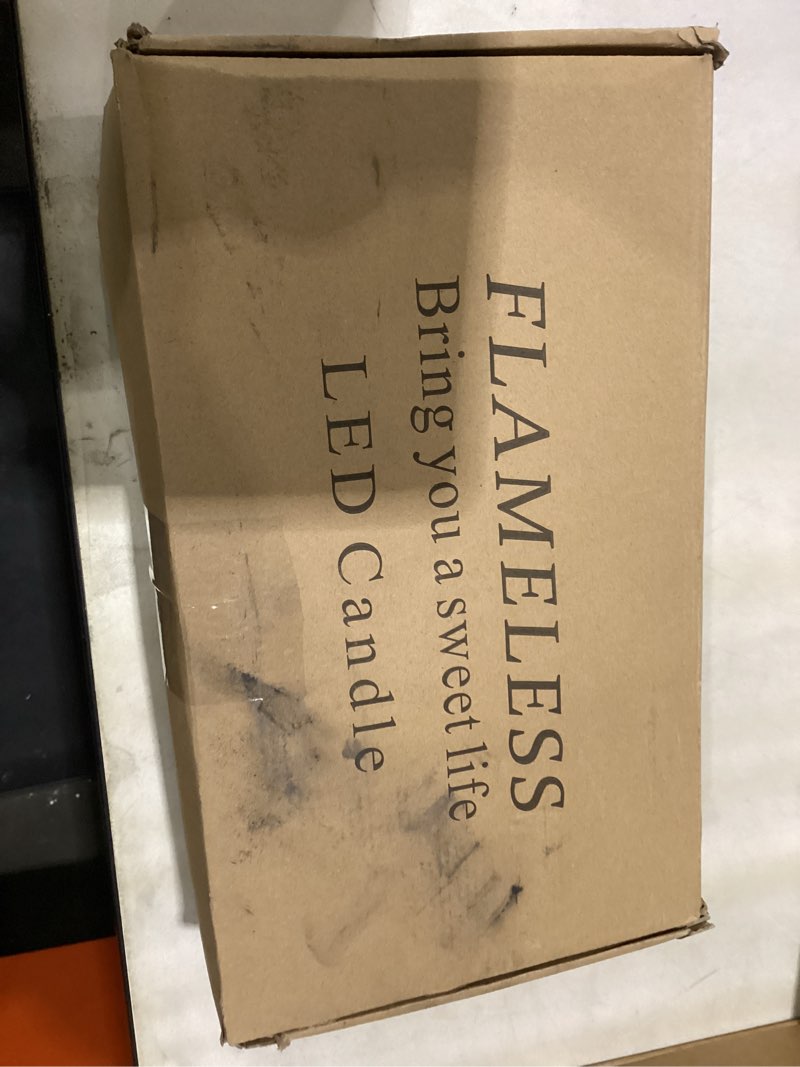 FLAMELESS
Bring you a sweet life
LED Candle